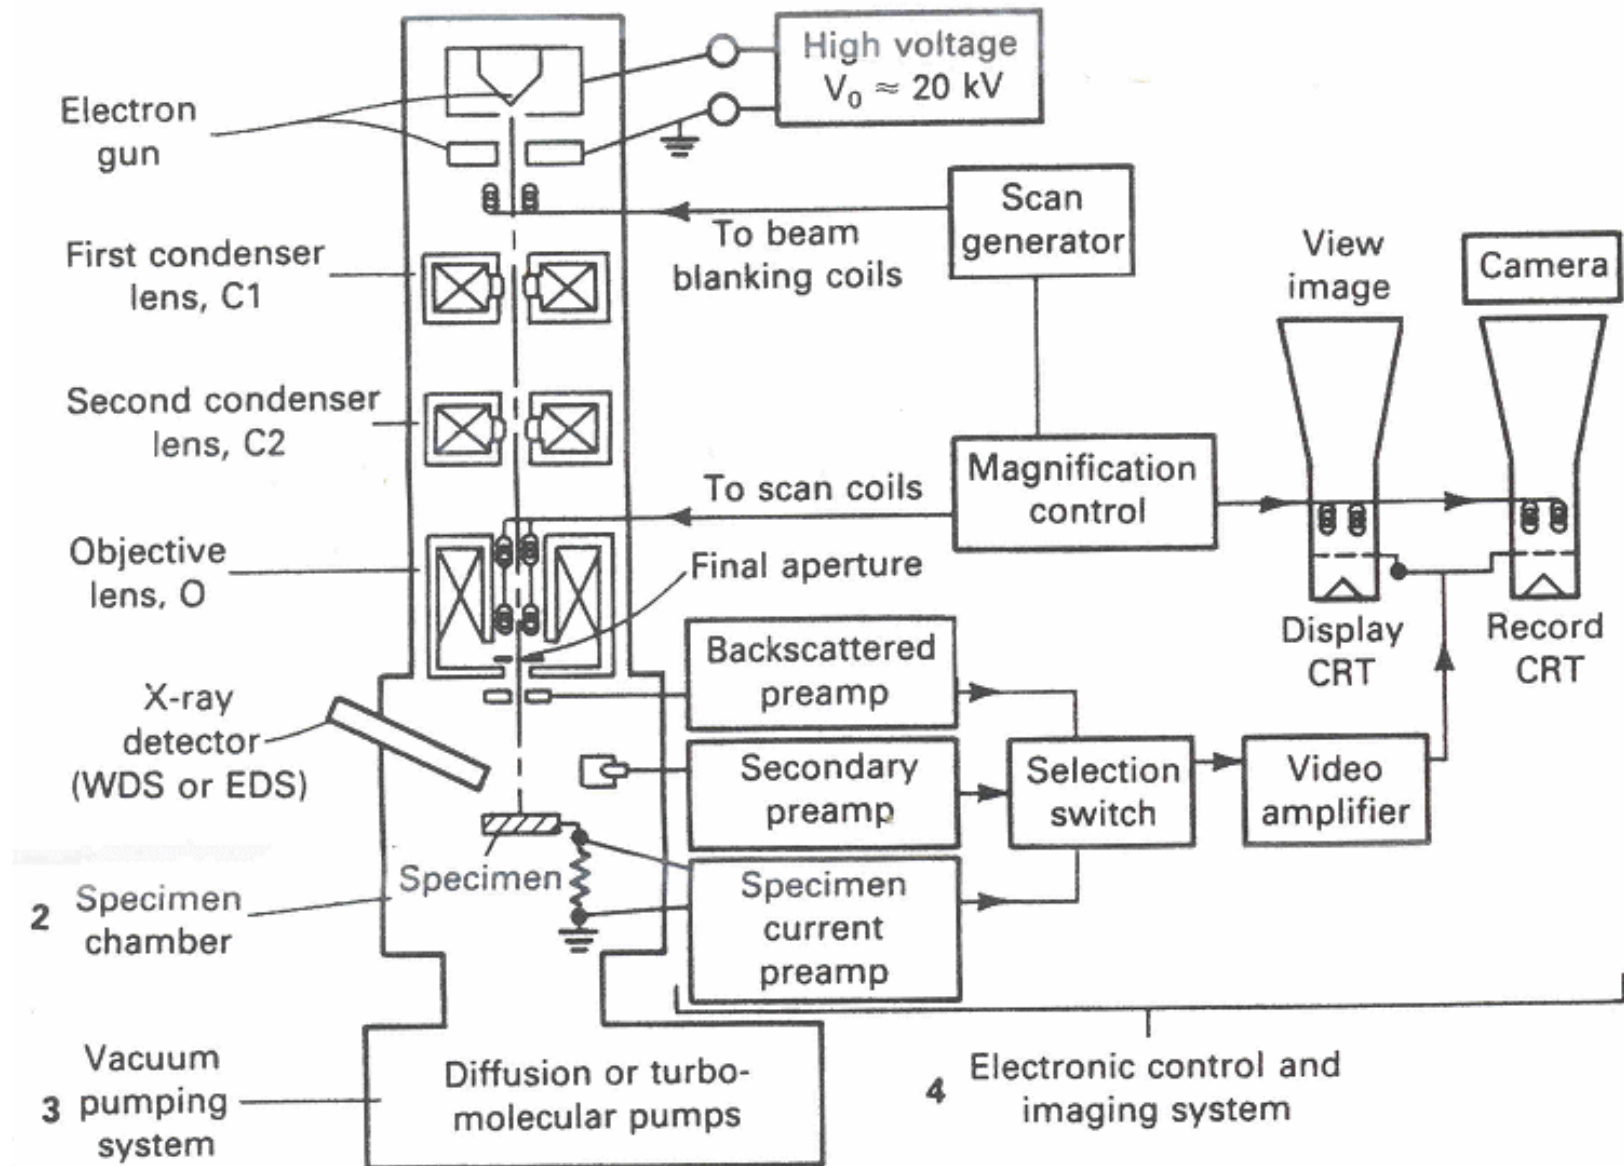 High voltage
V₀ ≈ 20 kV
Electron
gun
Scan
generator
To beam
blanking coils
View
image
Camera
First condenser
lens, C1
Second condenser
lens, C2
To scan coils
Magnification
control
Objective
lens, O
Final aperture
Display
CRT
Record
CRT
Backscattered
preamp
X-ray
detector
(WDS or EDS)
Secondary
preamp
Selection
switch
Video
amplifier
Specimen
Specimen
current
preamp
2 Specimen
chamber
Vacuum
3 pumping
system
Diffusion or turbo-
molecular pumps
4 Electronic control and
imaging system